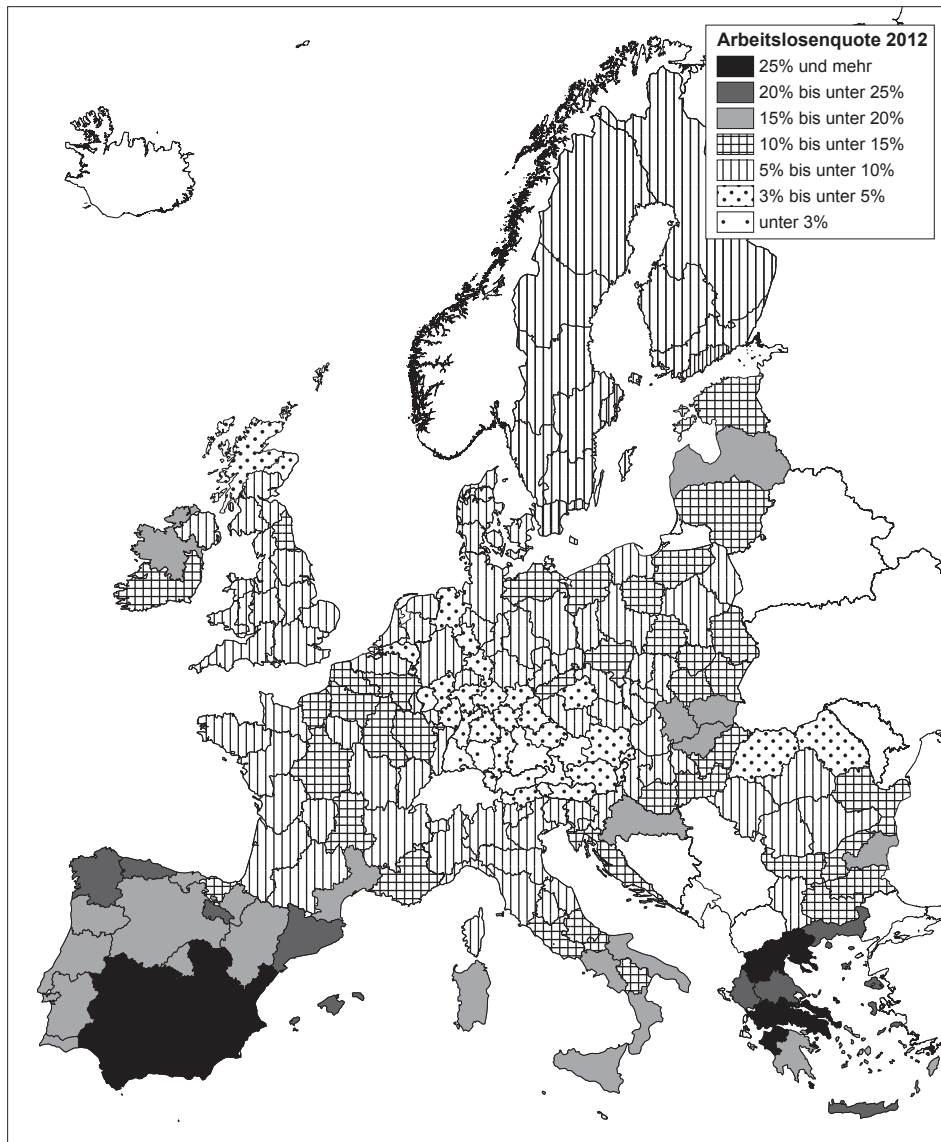 Arbeitslosenquote 2012
25% und mehr
20% bis unter 25%
15% bis unter 20%
10% bis unter 15%
5% bis unter 10%
3% bis unter 5%
unter 3%